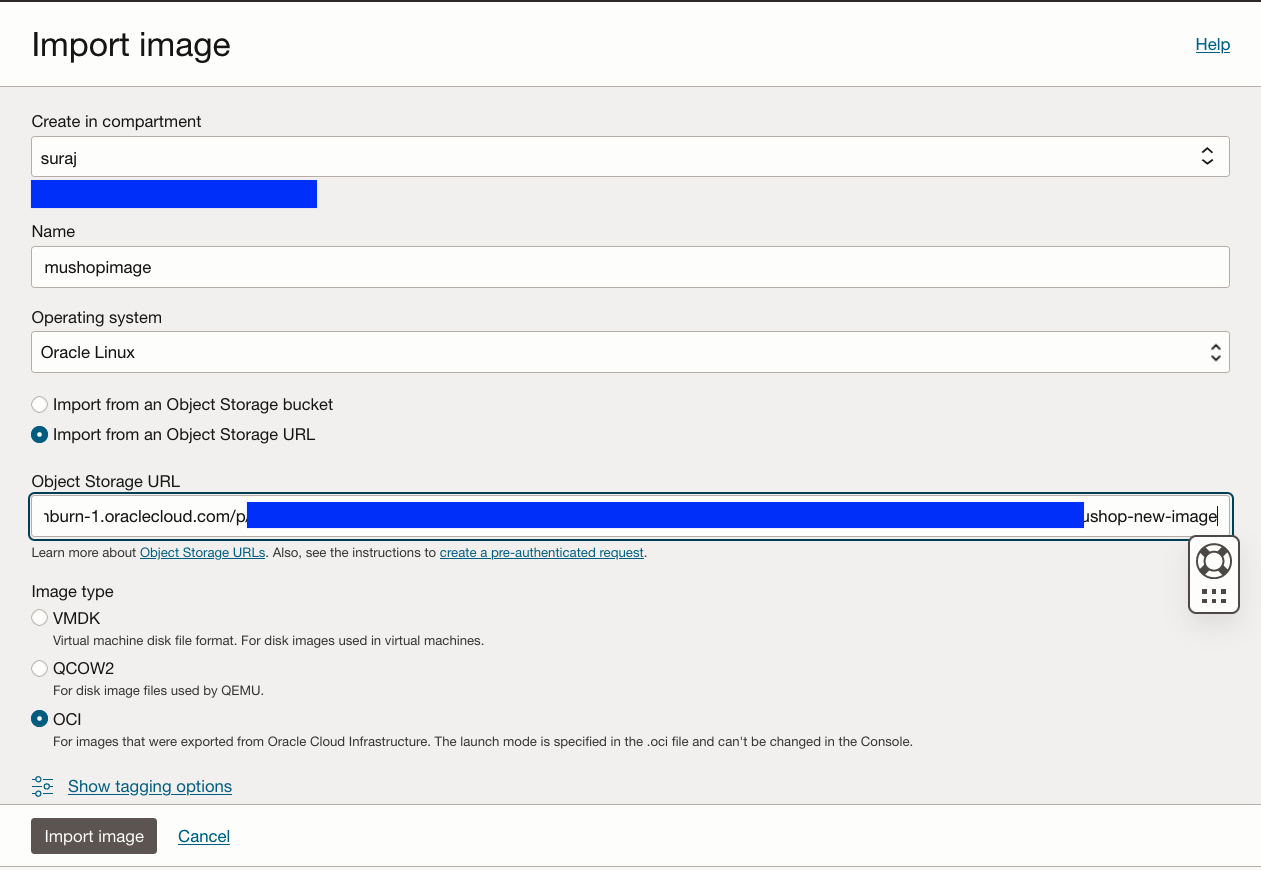 Import image
Help
Create in compartment
suraj
Name
mushopimage
Operating system
Oracle Linux
Import from an Object Storage bucket
Import from an Object Storage URL
Object Storage URL
burn-1.oraclecloud.com/p/ ushop-new-image
Learn more about Object Storage URLs. Also, see the instructions to create a pre-authenticated request.
Image type
VMDK
Virtual machine disk file format. For disk images used in virtual machines.
QCOW2
For disk image files used by QEMU.
OCI
For images that were exported from Oracle Cloud Infrastructure. The launch mode is specified in the .oci file and can't be changed in the Console.
Show tagging options
Import image
Cancel